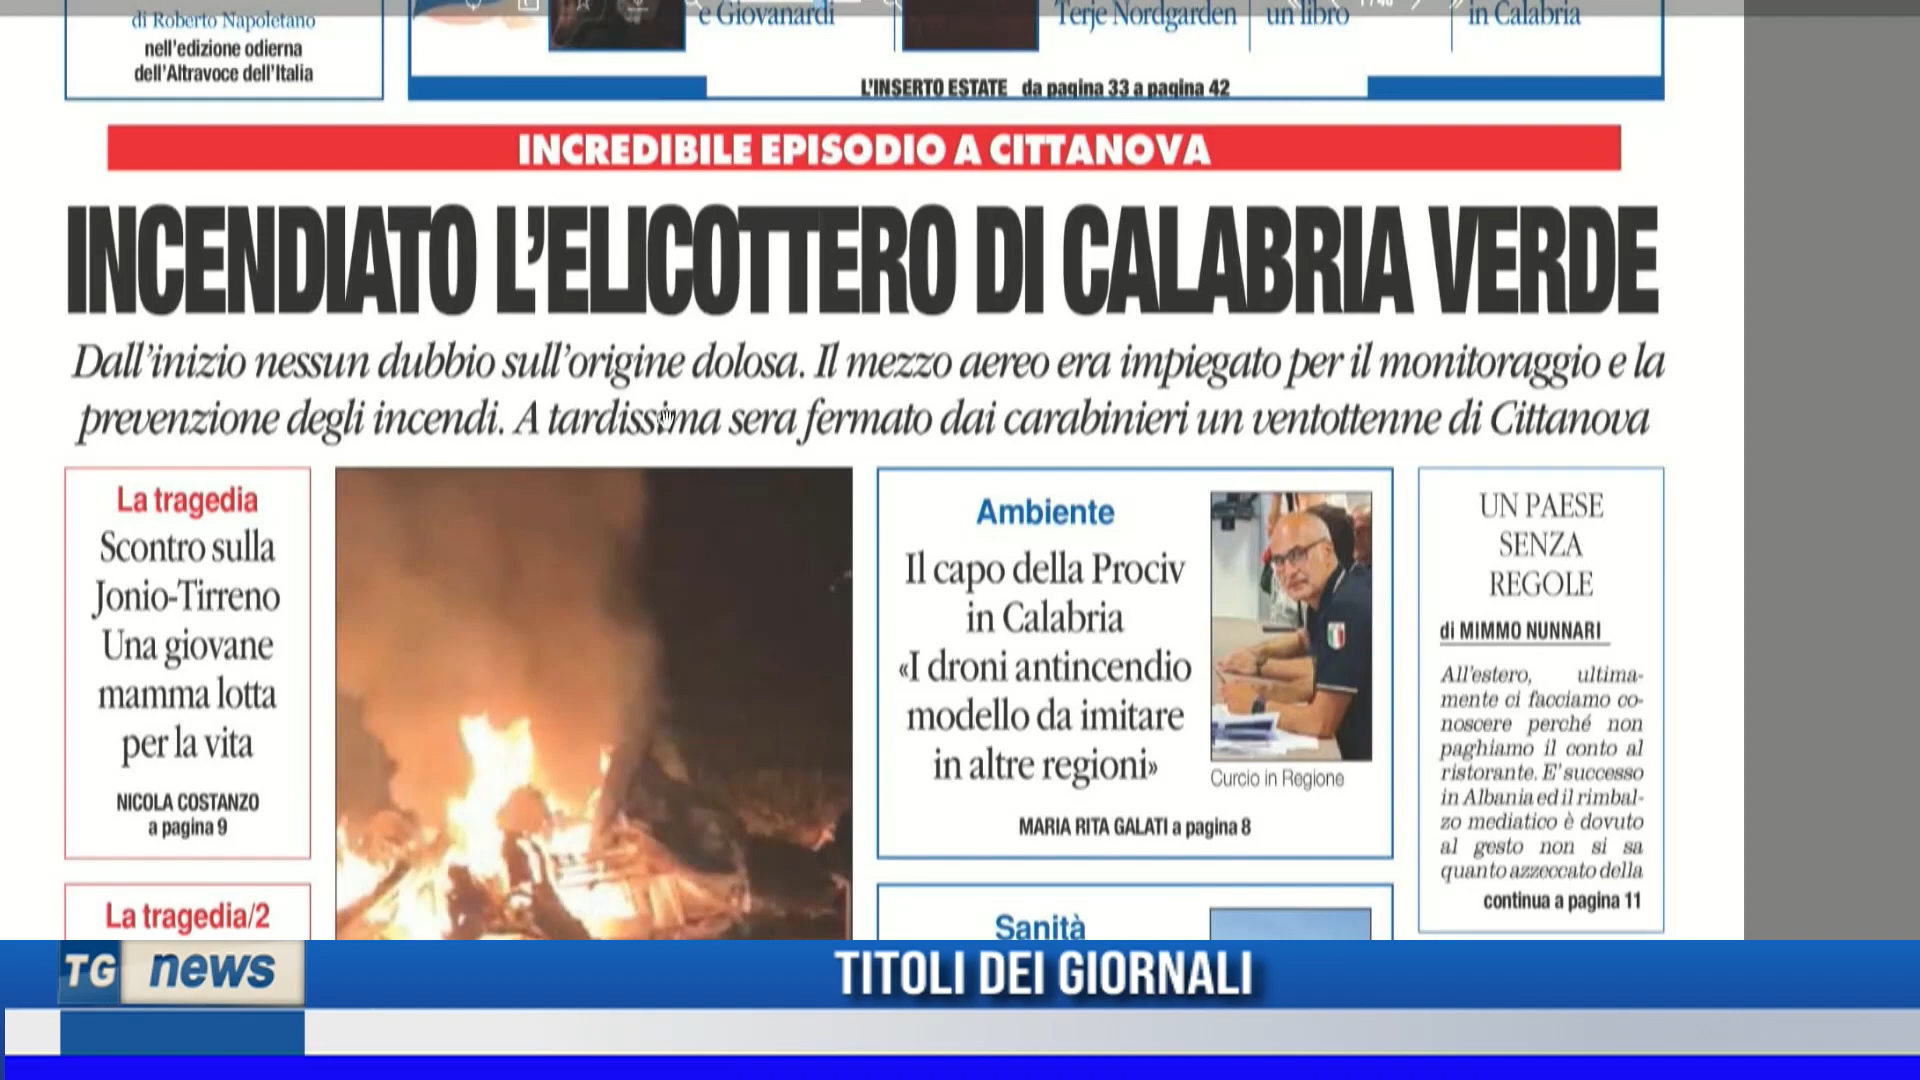 di Roberto Napoletano
nell'edizione odierna
dell'Altravoce dell'Italia
e Giovanardi
Terje Nordgarden
un libro
in Calabria
L'INSERTO ESTATE da pagina 33 a pagina 42
INCREDIBILE EPISODIO A CITTANOVA
INCENDIATO L'ELICOTTERO DI CALABRIA VERDE
Dall'inizio nessun dubbio sull'origine dolosa. Il mezzo aereo era impiegato per il monitoraggio e la
prevenzione degli incendi. A tardissima sera fermato dai carabinieri un ventottenne di Cittanova
La tragedia
Scontro sulla
Jonio-Tirreno
Una giovane
mamma lotta
per la vita
NICOLA COSTANZO
a pagina 9
La tragedia/2
Ambiente
Il capo della Prociv
in Calabria
«I droni antincendio
modello da imitare
in altre regioni»
Curcio in Regione
MARIA RITA GALATI a pagina 8
Sanità
UN PAESE
SENZA
REGOLE
di MIMMO NUNNARI
All'estero, ultima-
mente ci facciamo co-
noscere perché non
paghiamo il conto al
ristorante. E' successo
in Albania ed il rimbal-
zo mediatico è dovuto
al gesto non si sa
quanto azzeccato della
continua a pagina 11
TG news
TITOLI DEI GIORNALI